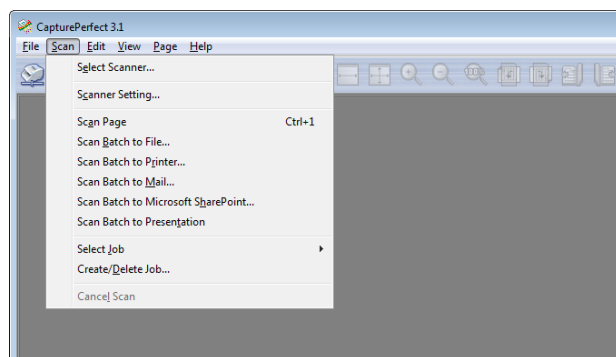 CapturePerfect 3.1
File Scan Edit View Page Help
Select Scanner...
Scanner Setting...
Scan Page Ctrl+1
Scan Batch to File...
Scan Batch to Printer...
Scan Batch to Mail...
Scan Batch to Microsoft SharePoint...
Scan Batch to Presentation
Select Job
Create/Delete Job...
Cancel Scan